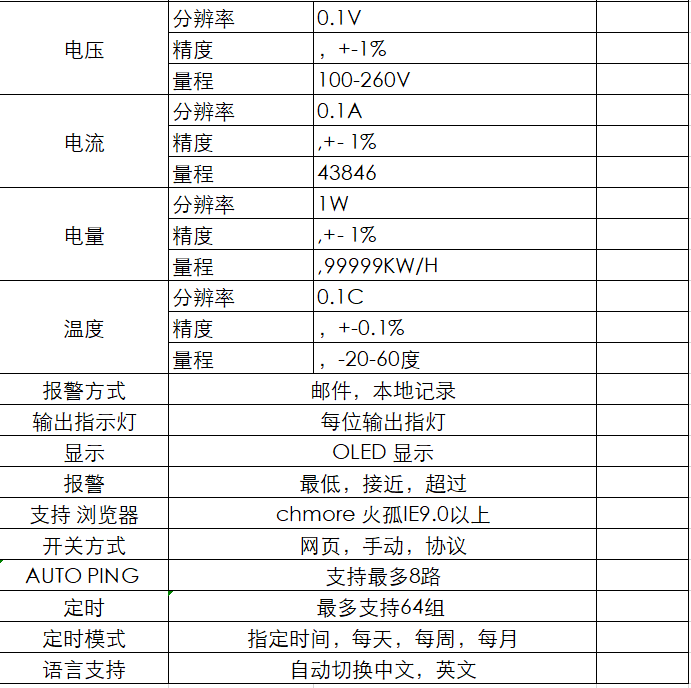 电压 分辨率 0.1V
精度 ，+-1%
量程 100-260V
电流 分辨率 0.1A
精度 ,+- 1%
量程 43846
电量 分辨率 1W
精度 ,+- 1%
量程 ,99999KW/H
温度 分辨率 0.1C
精度 ，+-0.1%
量程 ，-20-60度
报警方式 邮件，本地记录
输出指示灯 每位输出指灯
显示 OLED 显示
报警 最低，接近，超过
支持 浏览器 chmore 火孤IE9.0以上
开关方式 网页，手动，协议
AUTO PING 支持最多8路
定时 最多支持64组
定时模式 指定时间，每天，每周，每月
语言支持 自动切换中文，英文